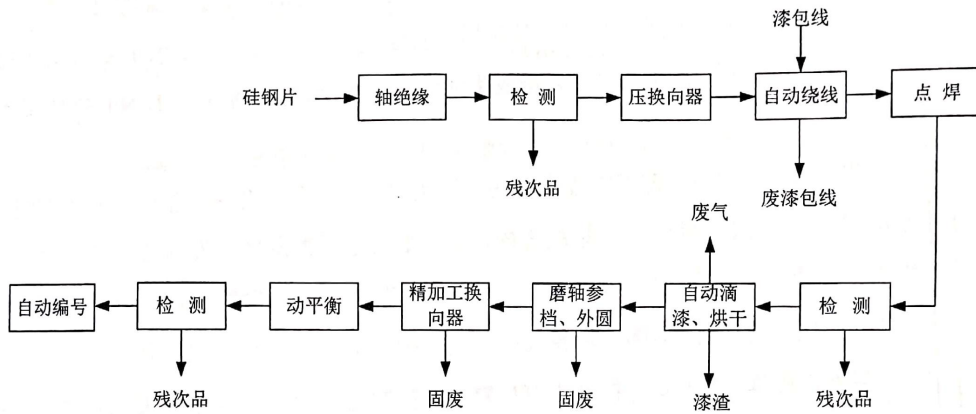 漆包线
硅钢片
轴绝缘
检 测
压换向器
自动绕线
点 焊
残次品
废漆包线
废气
自动编号
检 测
动平衡
精加工换
向器
磨轴参
档、外圆
自动滴
漆、烘干
检 测
残次品
固废
固废
漆渣
残次品